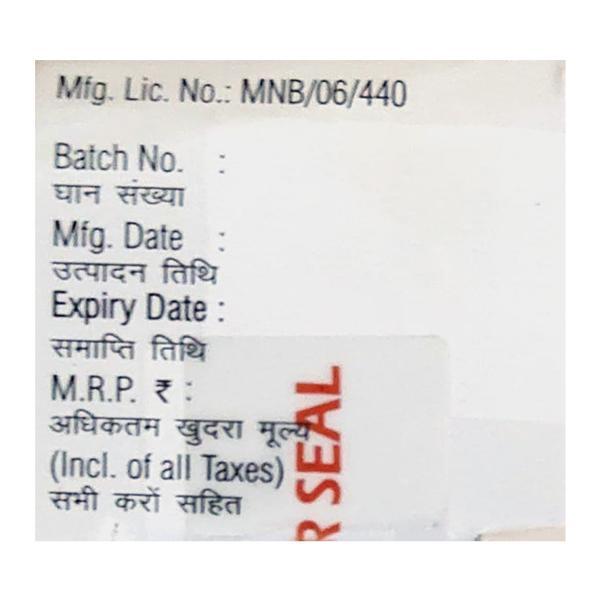 Mfg. Lic. No.: MNB/06/440
Batch No. :
घान संख्या
Mfg. Date :
उत्पादन तिथि
Expiry Date :
समाप्ति तिथि
M.R.P. ₹ :
अधिकतम खुदरा मूल्य
(Incl. of all Taxes)
सभी करों सहित
R SEAL